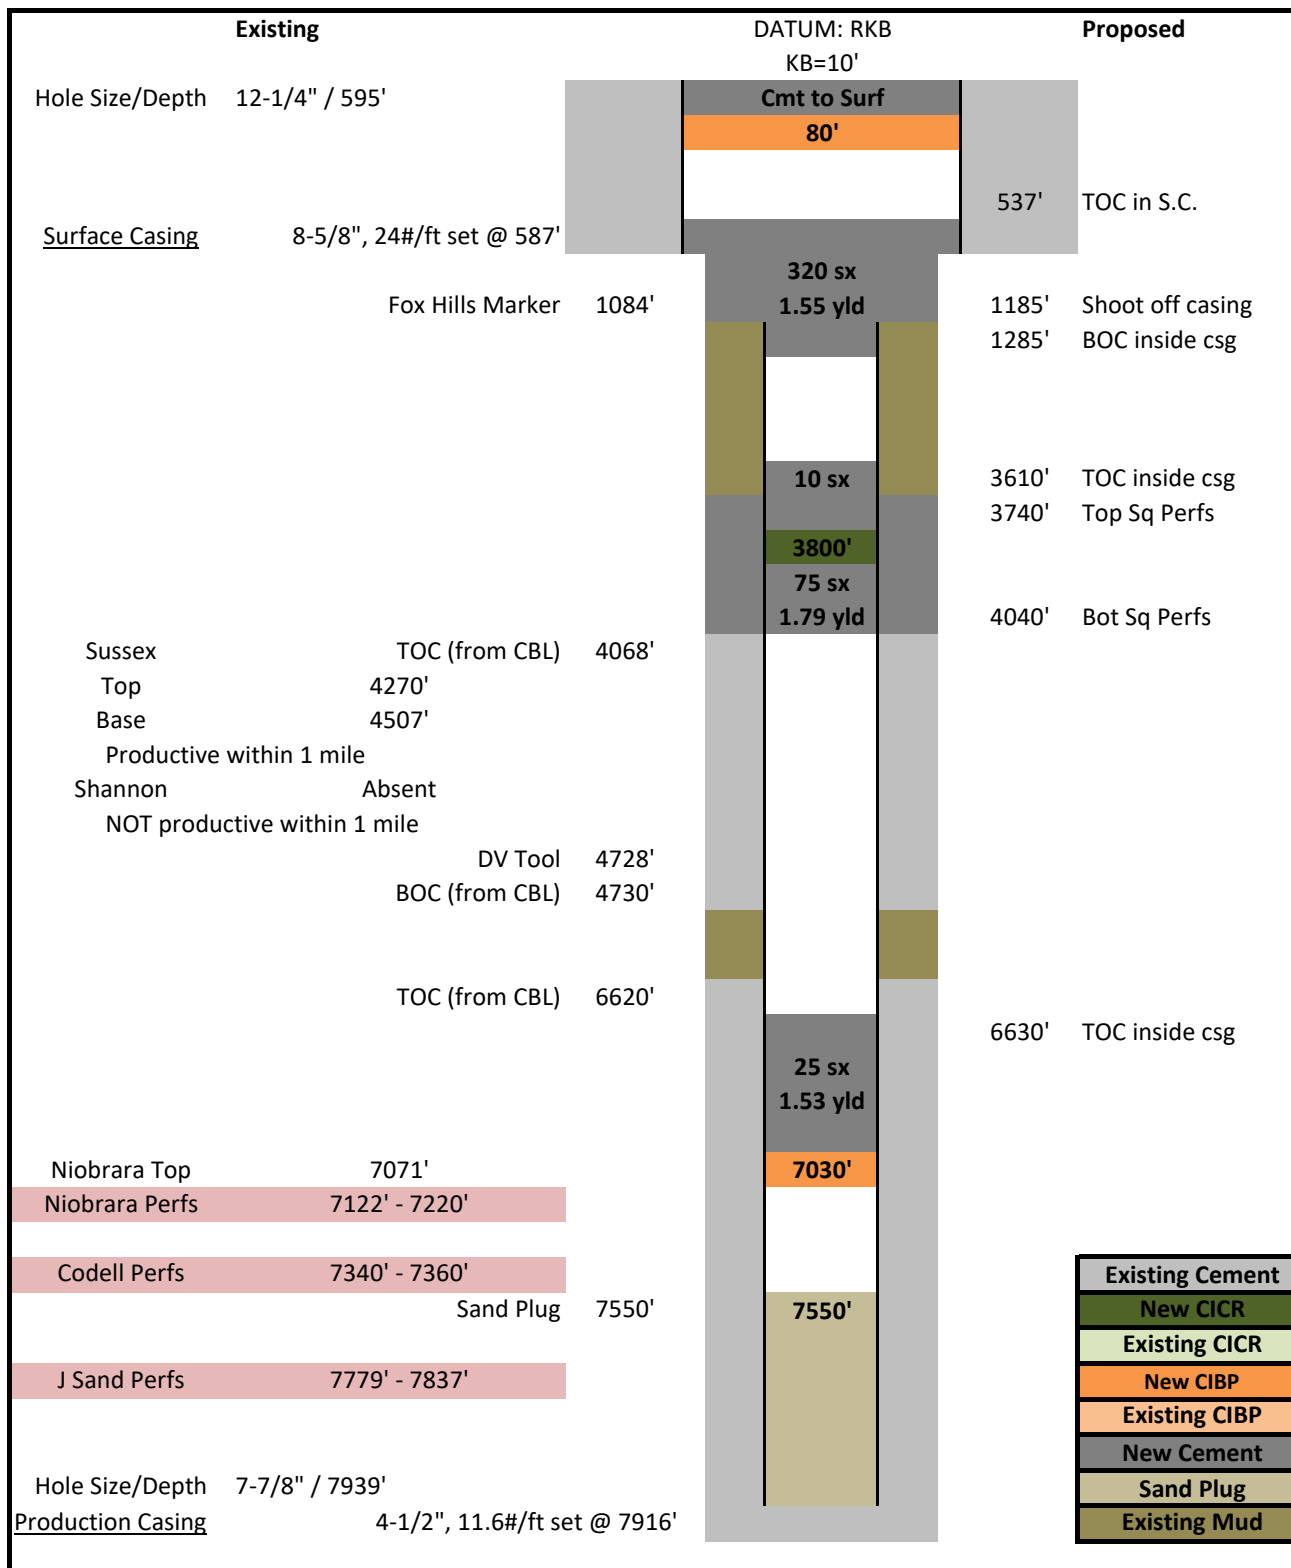 Existing DATUM: RKB Proposed
KB=10'
Hole Size/Depth 12-1/4" / 595' Cmt to Surf
80'
537' TOC in S.C.
Surface Casing 8-5/8", 24#/ft set @ 587'
320 sx
Fox Hills Marker 1084' 1.55 yld 1185' Shoot off casing
1285' BOC inside csg
10 sx 3610' TOC inside csg
3740' Top Sq Perfs
3800'
75 sx
1.79 yld 4040' Bot Sq Perfs
Sussex TOC (from CBL) 4068'
Top 4270'
Base 4507'
Productive within 1 mile
Shannon Absent
NOT productive within 1 mile
DV Tool 4728'
BOC (from CBL) 4730'
TOC (from CBL) 6620'
6630' TOC inside csg
25 sx
1.53 yld
Niobrara Top 7071' 7030'
Niobrara Perfs 7122' - 7220'
Codell Perfs 7340' - 7360' Existing Cement
Sand Plug 7550' 7550' New CICR
Existing CICR
J Sand Perfs 7779' - 7837' New CIBP
Existing CIBP
New Cement
Hole Size/Depth 7-7/8" / 7939' Sand Plug
Production Casing 4-1/2", 11.6#/ft set @ 7916' Existing Mud